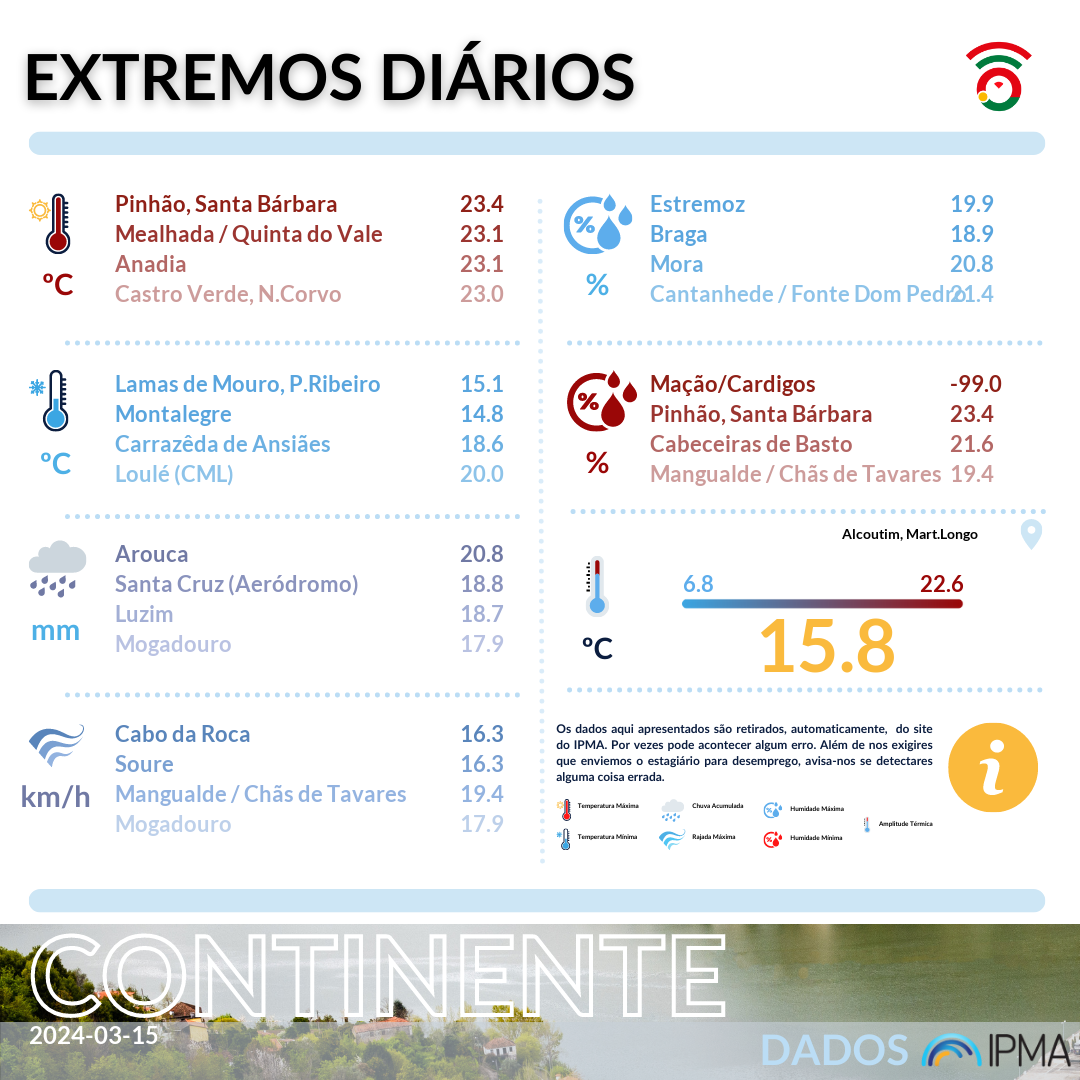 EXTREMOS DIÁRIOS
Pinhão, Santa Bárbara 23.4
Mealhada / Quinta do Vale 23.1
Anadia 23.1
Castro Verde, N.Corvo 23.0
ºC
Lamas de Mouro, P.Ribeiro 15.1
Montalegre 14.8
Carrazêda de Ansiães 18.6
Loulé (CML) 20.0
ºC
Arouca 20.8
Santa Cruz (Aeródromo) 18.8
Luzim 18.7
Mogadouro 17.9
mm
Cabo da Roca 16.3
Soure 16.3
Mangualde / Chãs de Tavares 19.4
Mogadouro 17.9
km/h
%
Estremoz 19.9
Braga 18.9
Mora 20.8
Cantanhede / Fonte Dom Pedro 21.4
%
%
Mação/Cardigos -99.0
Pinhão, Santa Bárbara 23.4
Cabeceiras de Basto 21.6
Mangualde / Chãs de Tavares 19.4
%
Alcoutim, Mart.Longo
6.8 22.6
15.8
ºC
Os dados aqui apresentados são retirados, automaticamente, do site
do IPMA. Por vezes pode acontecer algum erro. Além de nos exigires
que enviemos o estagiário para desemprego, avisa-nos se detectares
alguma coisa errada.
i
Temperatura Máxima Chuva Acumulada Humidade Máxima
Amplitude Térmica
Temperatura Mínima Rajada Máxima Humidade Mínima
CONTINENTE
2024-03-15
DADOS IPMA